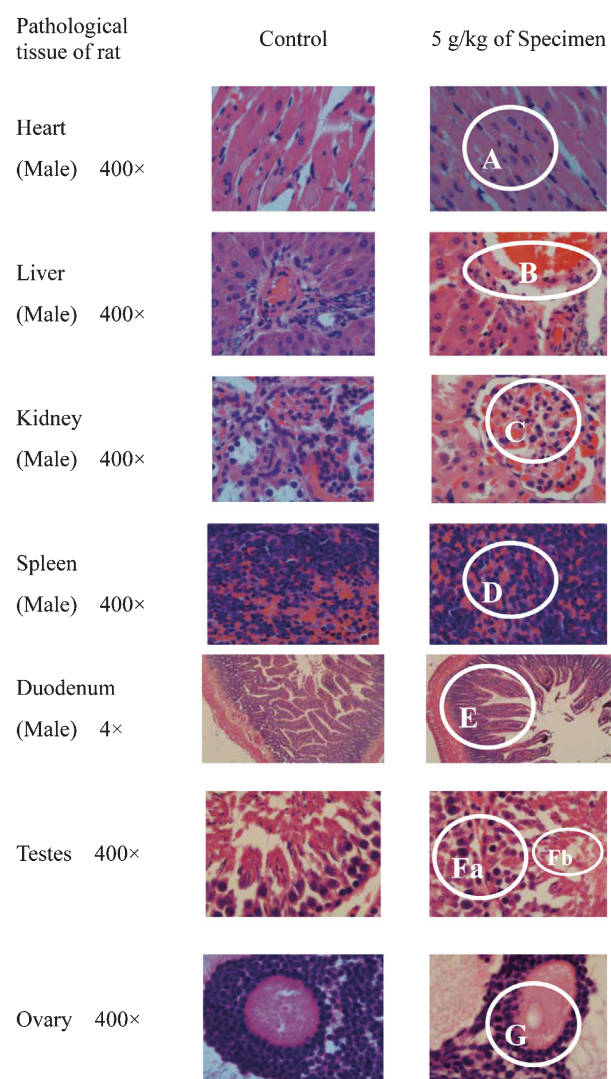 Pathological
tissue of rat
Control
5 g/kg of Specimen
Heart
(Male) 400×
A
Liver
(Male) 400×
B
Kidney
(Male) 400×
C
Spleen
(Male) 400×
D
Duodenum
(Male) 4×
E
Testes 400×
Fa
Fb
Ovary 400×
G